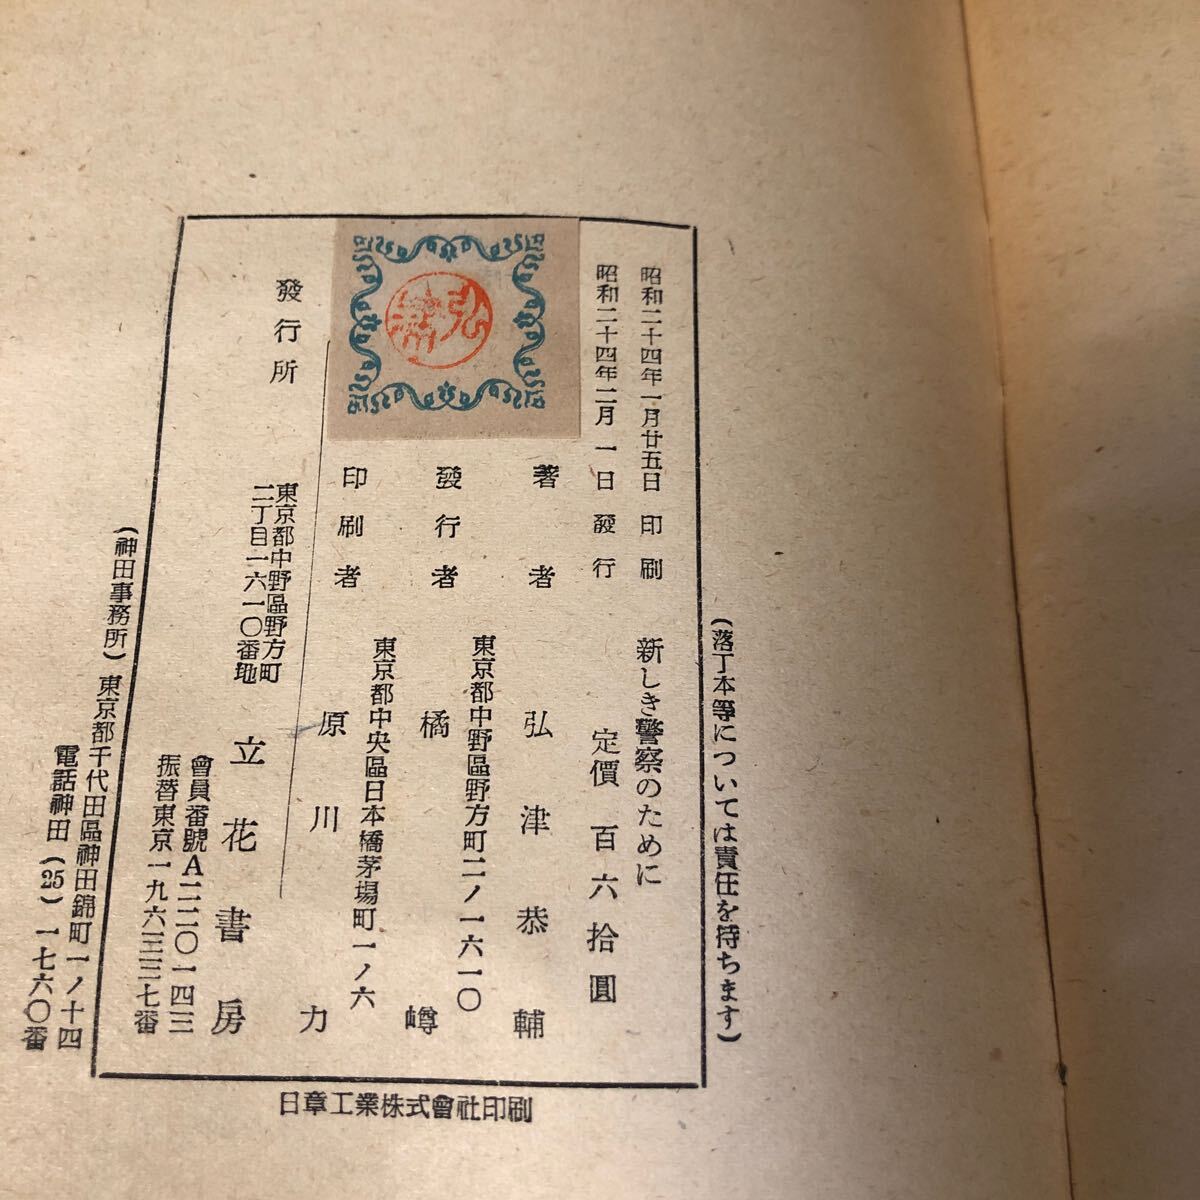 (落丁本等については責任を持ちます)
昭和二十四年一月廿五日 印刷
昭和二十四年二月一日 發行
新しき警察のために
定價 百六拾圓
著者 弘津恭輔
東京都中野區野方町二ノ一六一〇
發行者 橘
東京都中央區日本橋茅場町一ノ六
印刷者 原川力
發行所
東京都中野區野方町
二丁目一六一〇番地
立花書房
會員番號A二二〇一四三
振替東京一九六三三七番
(神田事務所) 東京都千代田區神田錦町一ノ十四
電話神田(25)一七六〇番
日章工業株式會社印刷
弘津